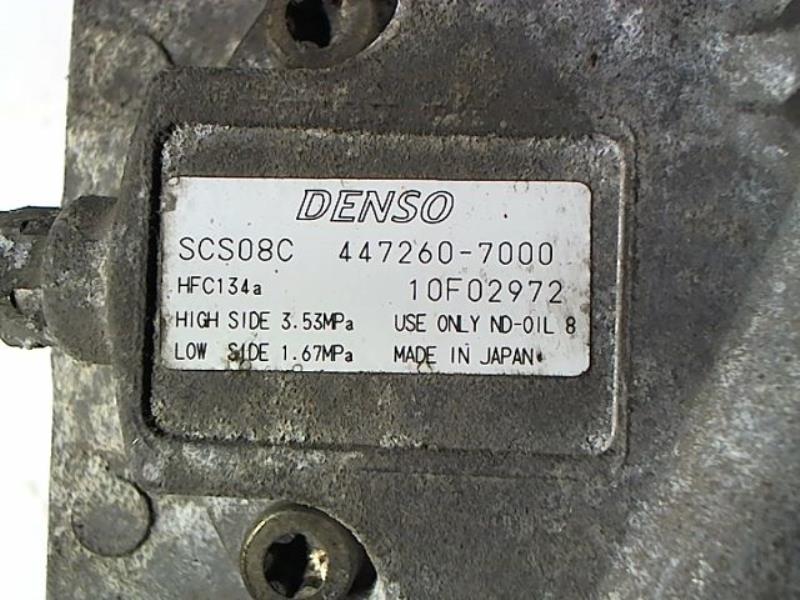 DENSO
SCS08C 447260-7000
HFC134a 10F02972
HIGH SIDE 3.53MPa USE ONLY ND-OIL 8
LOW SIDE 1.67MPa MADE IN JAPAN